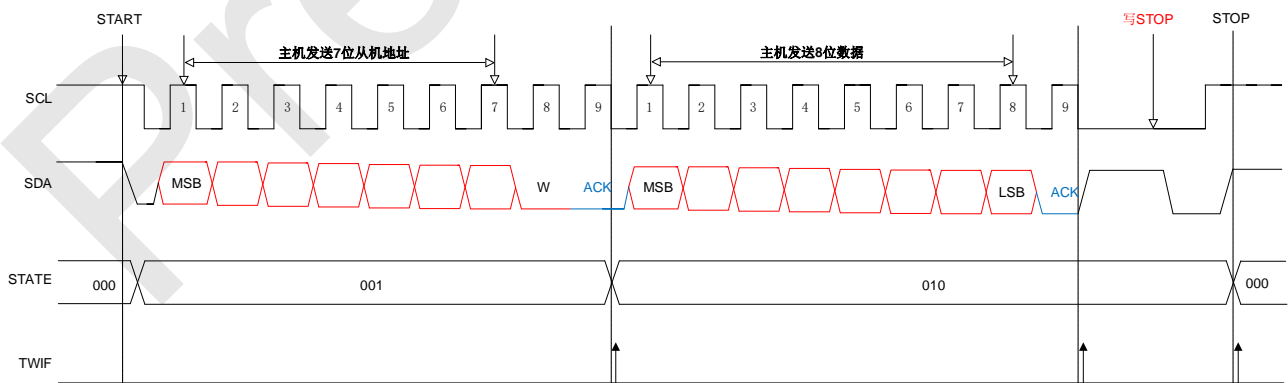 START
写STOP
STOP
主机发送7位从机地址
主机发送8位数据
SCL
1 2 3 4 5 6 7 8 9 1 2 3 4 5 6 7 8 9
SDA
MSB W ACK MSB LSB ACK
STATE
000 001 010 000
TWIF
Pre